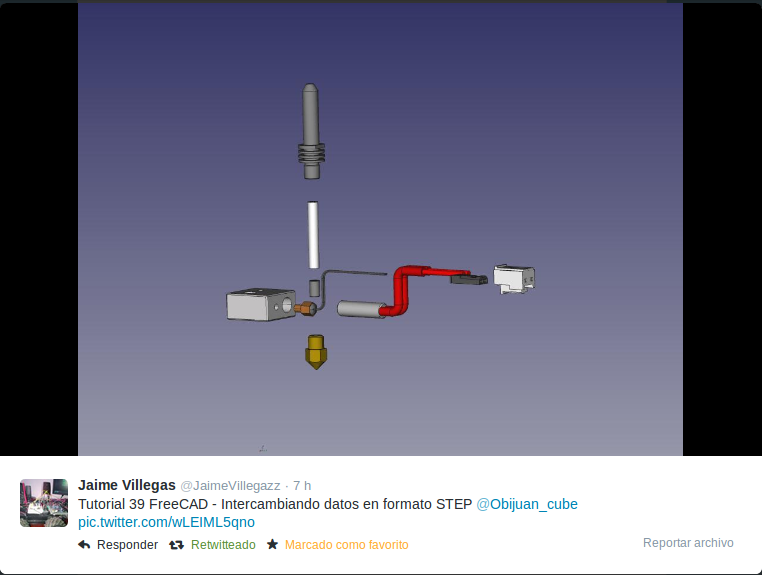 Jaime Villegas @JaimeVillegazz · 7 h
Tutorial 39 FreeCAD - Intercambiando datos en formato STEP @Obijuan_cube
pic.twitter.com/wLEIML5qno
Responder Retwitteado Marcado como favorito Reportar archivo